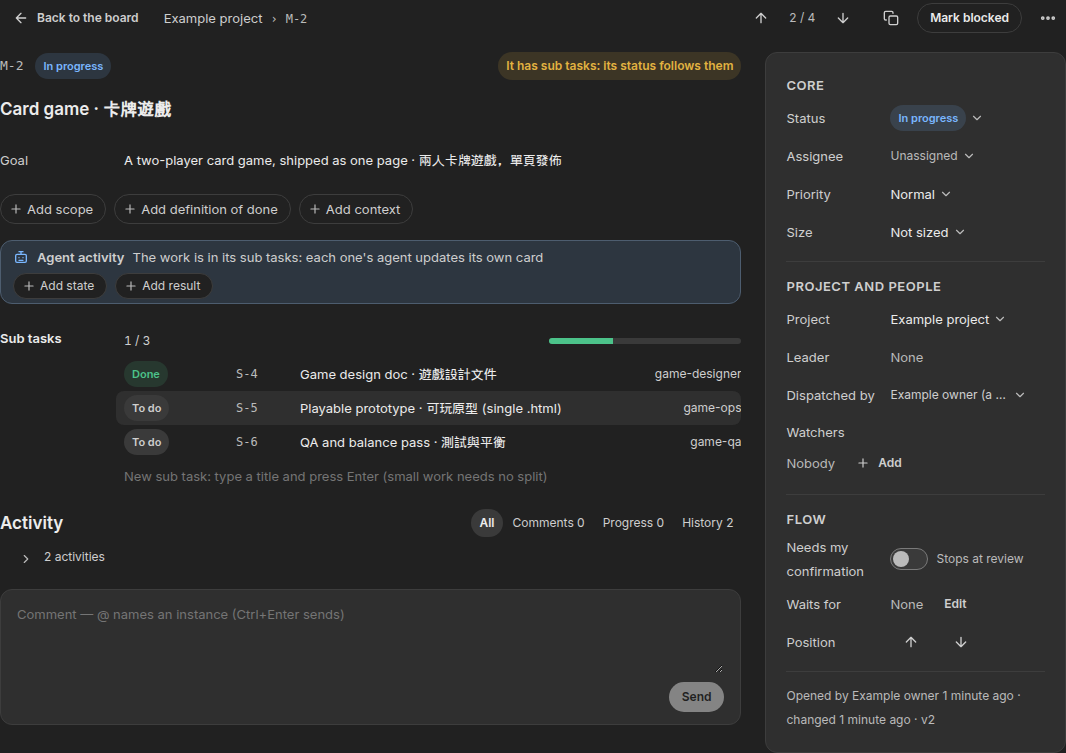 Back to the board
Example project › M-2
2 / 4
Mark blocked
M-2
In progress
It has sub tasks: its status follows them
Card game · 卡牌遊戲
Goal
A two-player card game, shipped as one page · 兩人卡牌遊戲，單頁發佈
Add scope
Add definition of done
Add context
Agent activity The work is in its sub tasks: each one's agent updates its own card
Add state
Add result
Sub tasks
1 / 3
Done S-4 Game design doc · 遊戲設計文件 game-designer
To do S-5 Playable prototype · 可玩原型 (single .html) game-ops
To do S-6 QA and balance pass · 測試與平衡 game-qa
New sub task: type a title and press Enter (small work needs no split)
Activity
All
Comments 0
Progress 0
History 2
2 activities
Comment — @ names an instance (Ctrl+Enter sends)
Send
CORE
Status In progress
Assignee Unassigned
Priority Normal
Size Not sized
PROJECT AND PEOPLE
Project Example project
Leader None
Dispatched by Example owner (a ...
Watchers
Nobody Add
FLOW
Needs my
confirmation
Stops at review
Waits for None Edit
Position
Opened by Example owner 1 minute ago ·
changed 1 minute ago · v2